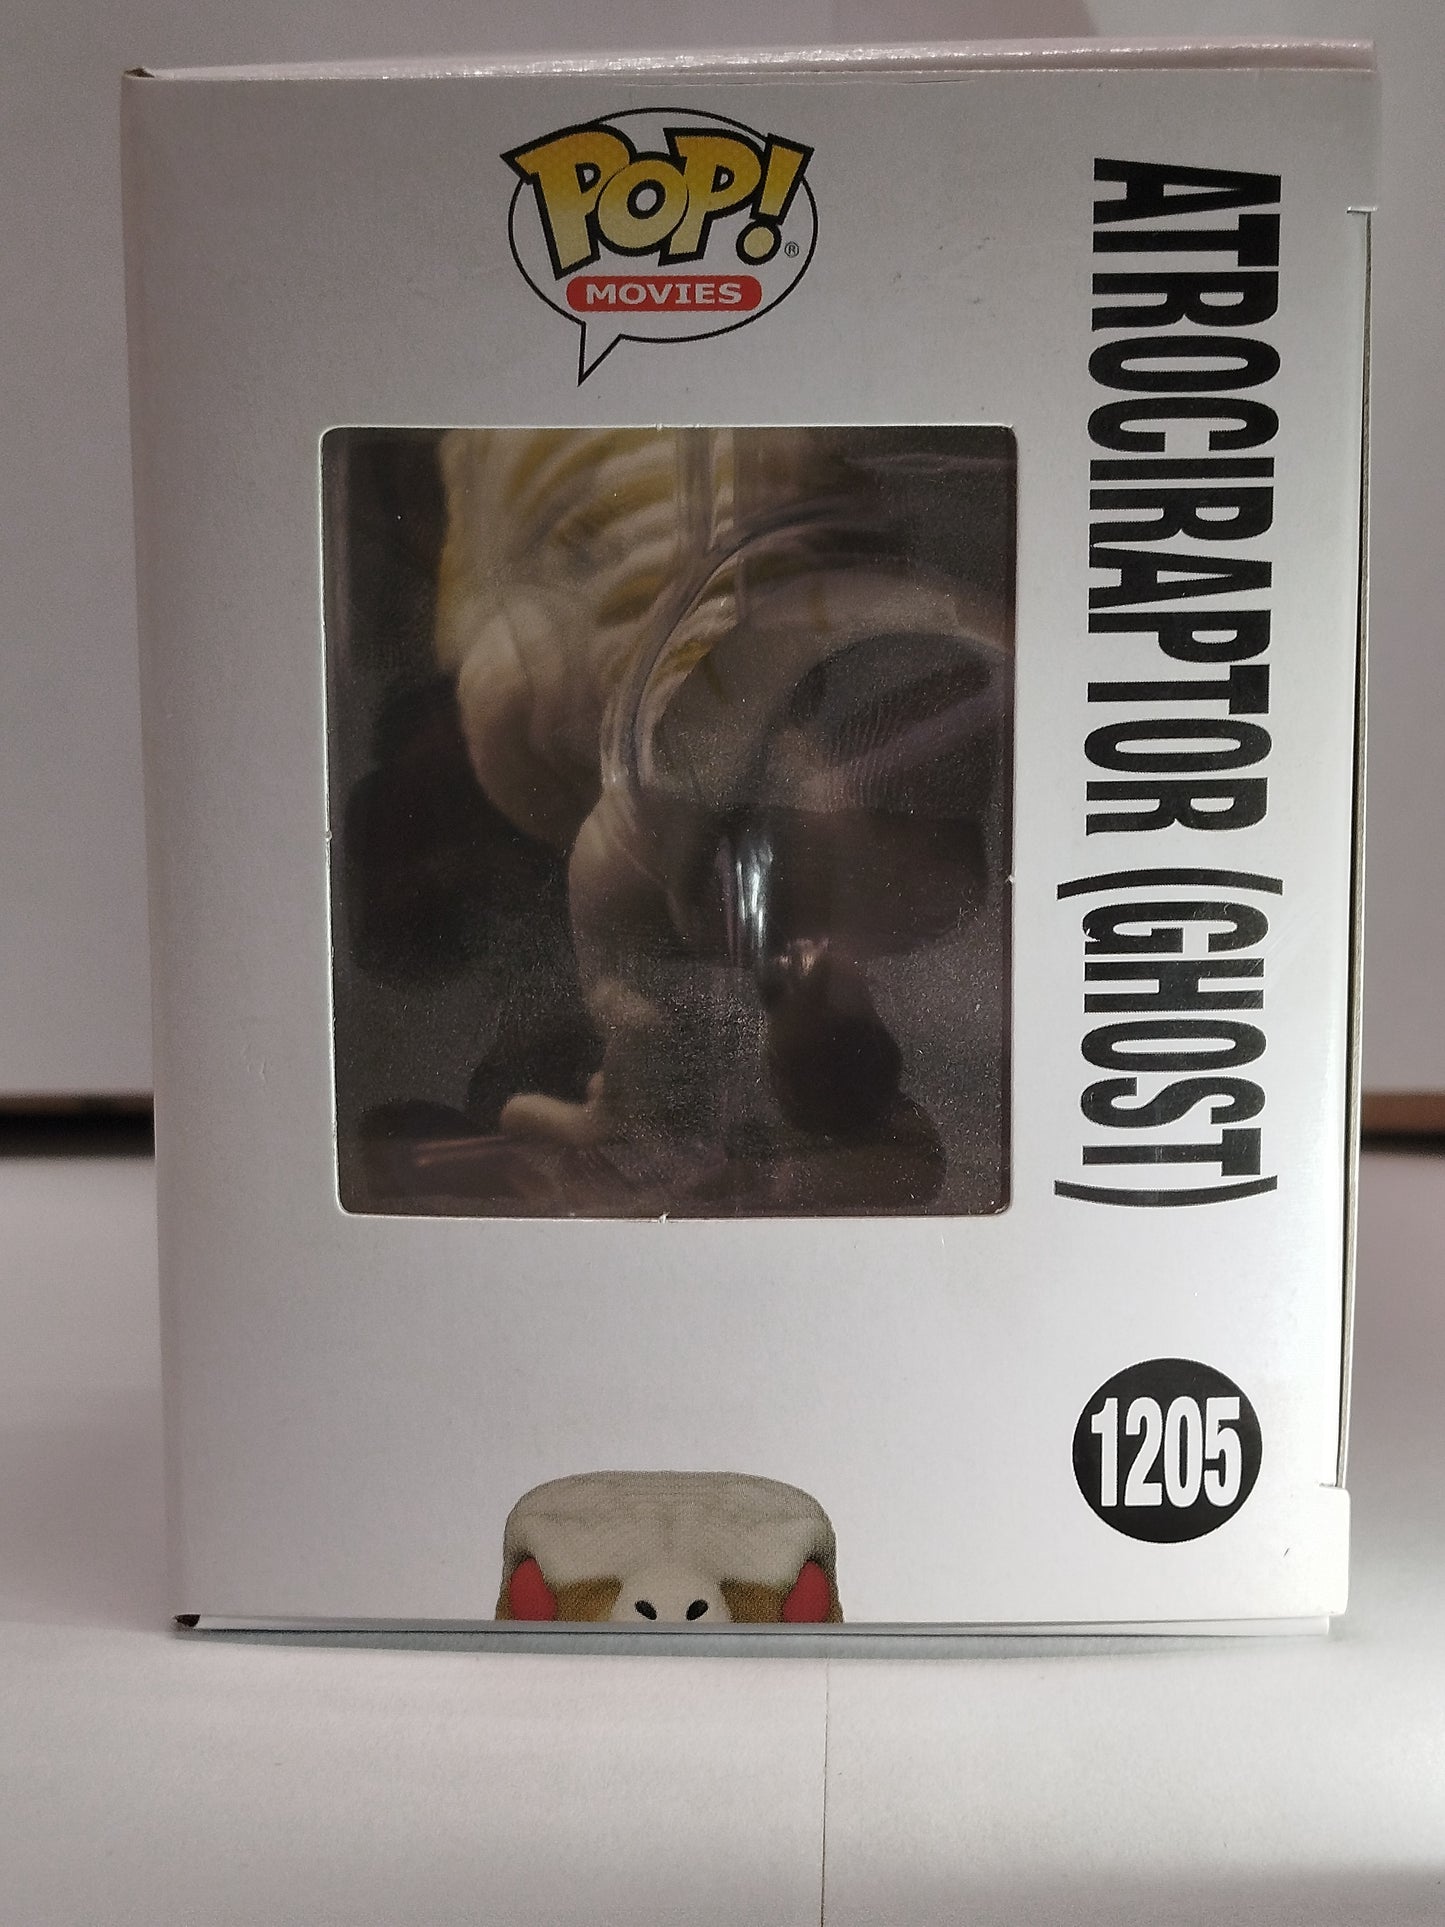 POP!®
MOVIES
ATROCIRAPTOR (GHOST)
1205